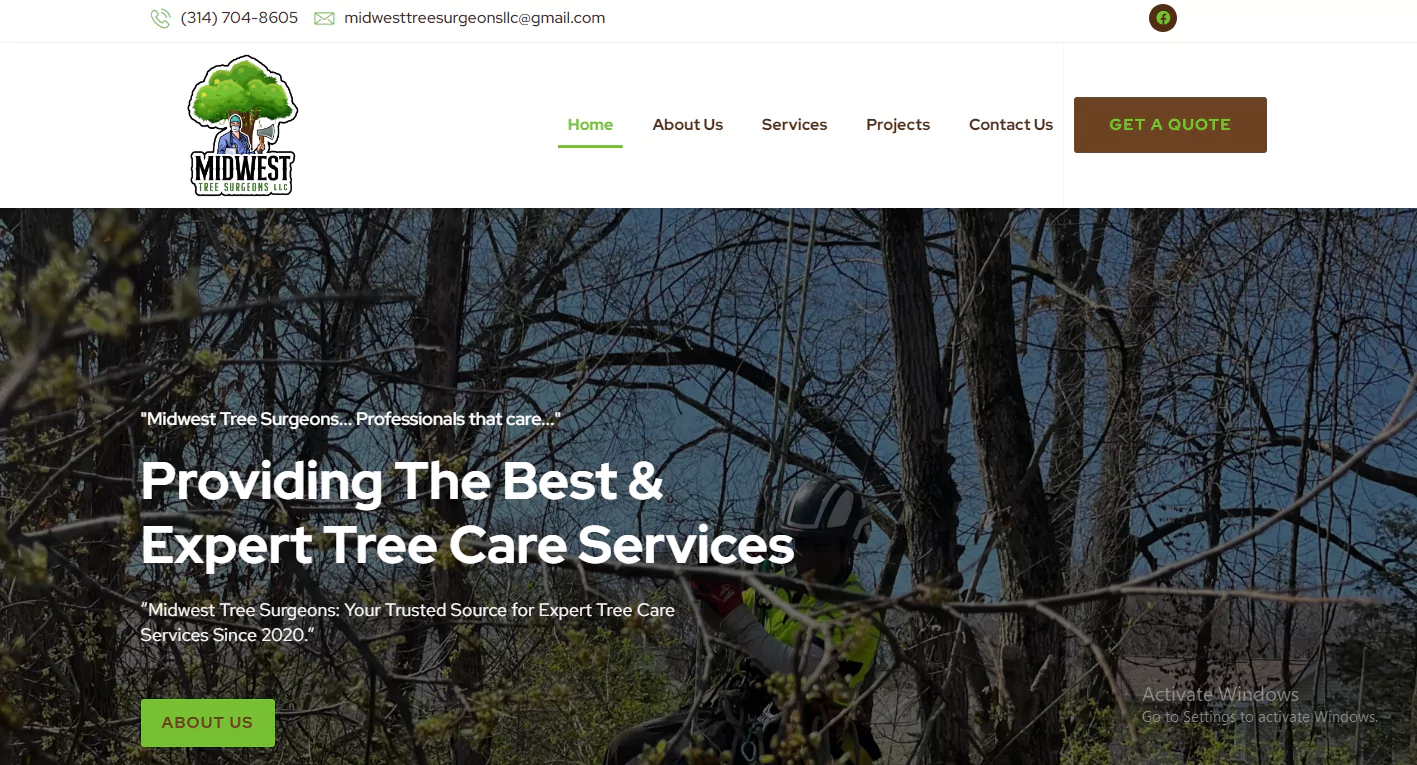 (314) 704-8605 midwesttreesurgeonsllc@gmail.com
MIDWEST
TREE SURGEONS LLC
Home About Us Services Projects Contact Us GET A QUOTE
"Midwest Tree Surgeons... Professionals that care..."
Providing The Best &
Expert Tree Care Services
“Midwest Tree Surgeons: Your Trusted Source for Expert Tree Care
Services Since 2020.”
ABOUT US
Activate Windows
Go to Settings to activate Windows.